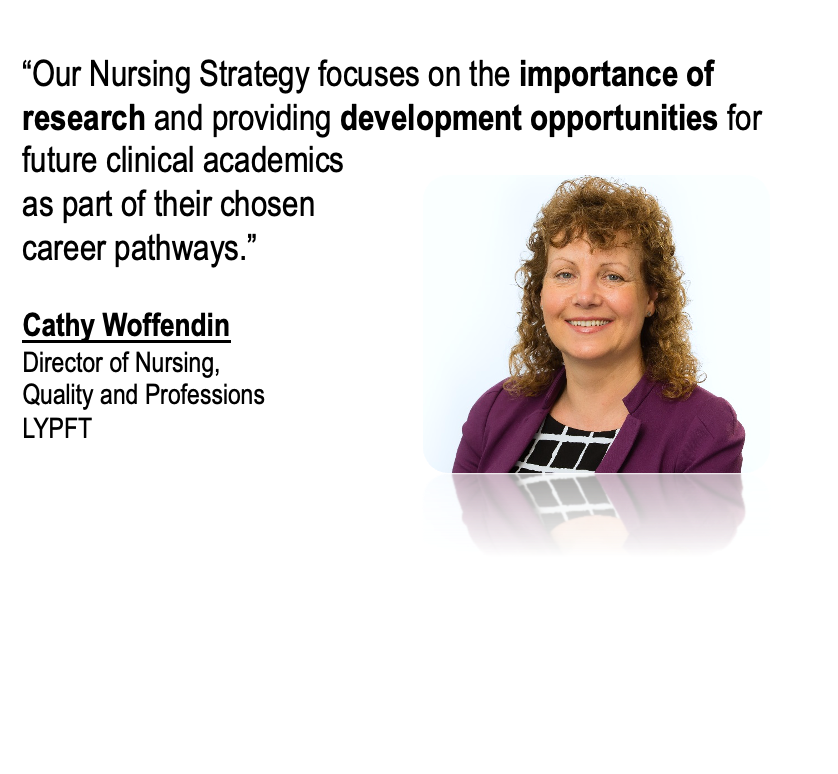 “Our Nursing Strategy focuses on the importance of
research and providing development opportunities for
future clinical academics
as part of their chosen
career pathways.”
Cathy Woffendin
Director of Nursing,
Quality and Professions
LYPFT